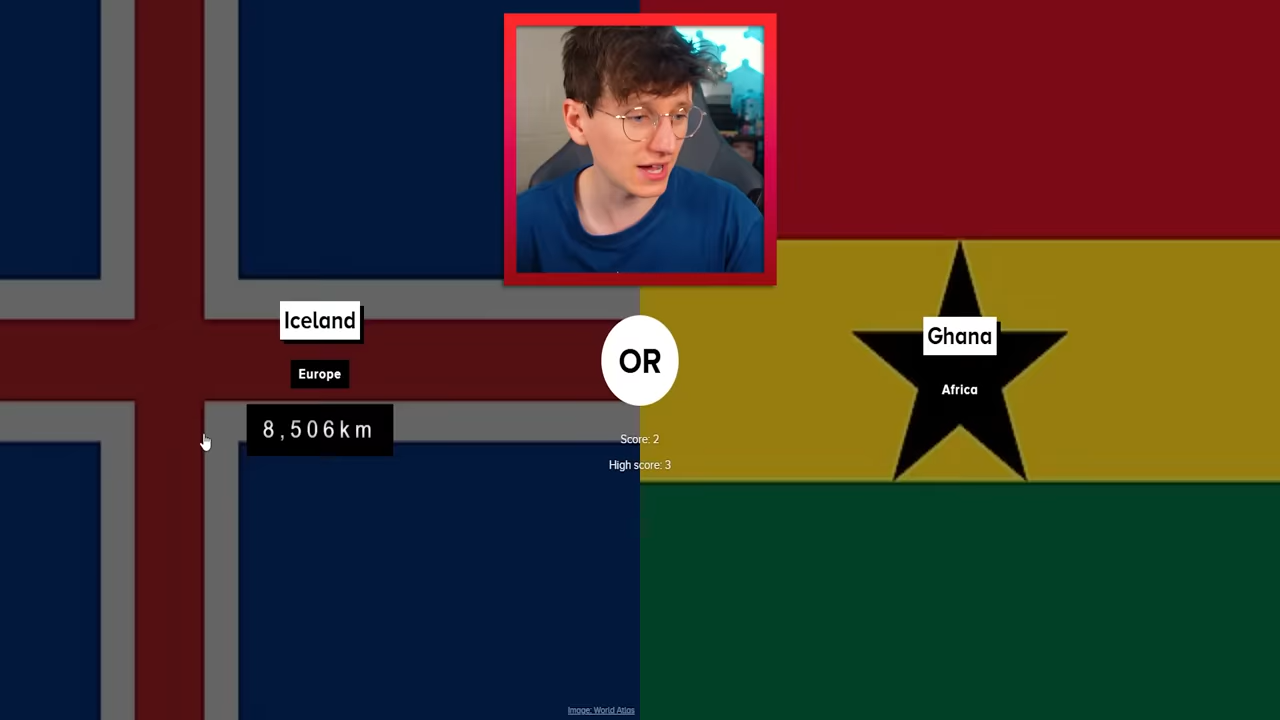 Iceland
Europe
8,506km
OR
Score: 2
High score: 3
Ghana
Africa
Image: World Atlas